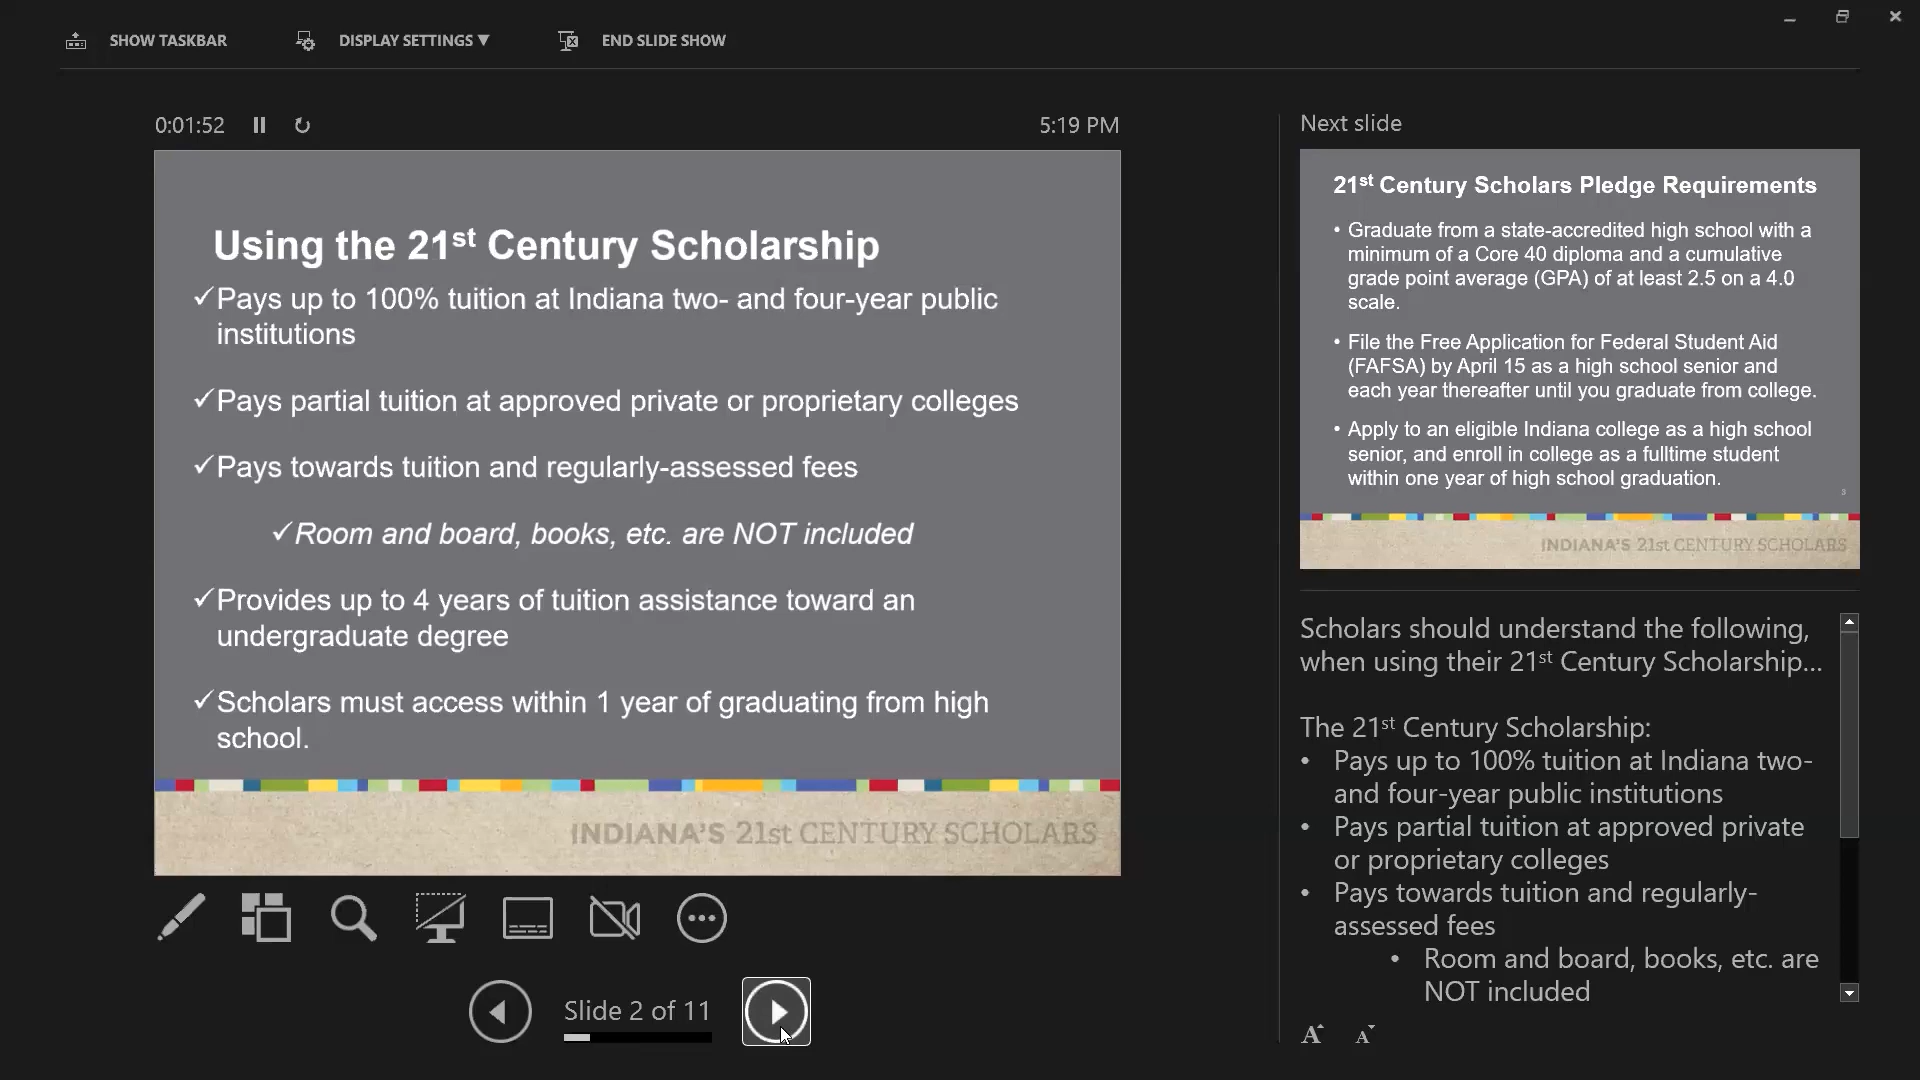 SHOW TASKBAR
DISPLAY SETTINGS ▼
END SLIDE SHOW
0:01:52
5:19 PM
Using the 21st Century Scholarship
✓Pays up to 100% tuition at Indiana two- and four-year public
institutions
✓Pays partial tuition at approved private or proprietary colleges
✓Pays towards tuition and regularly-assessed fees
✓Room and board, books, etc. are NOT included
✓Provides up to 4 years of tuition assistance toward an
undergraduate degree
✓Scholars must access within 1 year of graduating from high
school.
INDIANA'S 21st CENTURY SCHOLARS
Slide 2 of 11
Next slide
21st Century Scholars Pledge Requirements
• Graduate from a state-accredited high school with a
minimum of a Core 40 diploma and a cumulative
grade point average (GPA) of at least 2.5 on a 4.0
scale.
• File the Free Application for Federal Student Aid
(FAFSA) by April 15 as a high school senior and
each year thereafter until you graduate from college.
• Apply to an eligible Indiana college as a high school
senior, and enroll in college as a fulltime student
within one year of high school graduation.
3
INDIANA'S 21st CENTURY SCHOLARS
Scholars should understand the following,
when using their 21st Century Scholarship...
The 21st Century Scholarship:
• Pays up to 100% tuition at Indiana two-
and four-year public institutions
• Pays partial tuition at approved private
or proprietary colleges
• Pays towards tuition and regularly-
assessed fees
• Room and board, books, etc. are
NOT included
A A